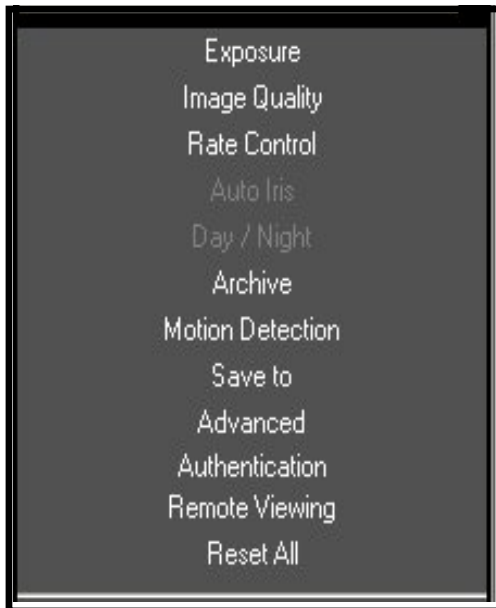 Exposure
Image Quality
Rate Control
Auto Iris
Day / Night
Archive
Motion Detection
Save to
Advanced
Authentication
Remote Viewing
Reset All